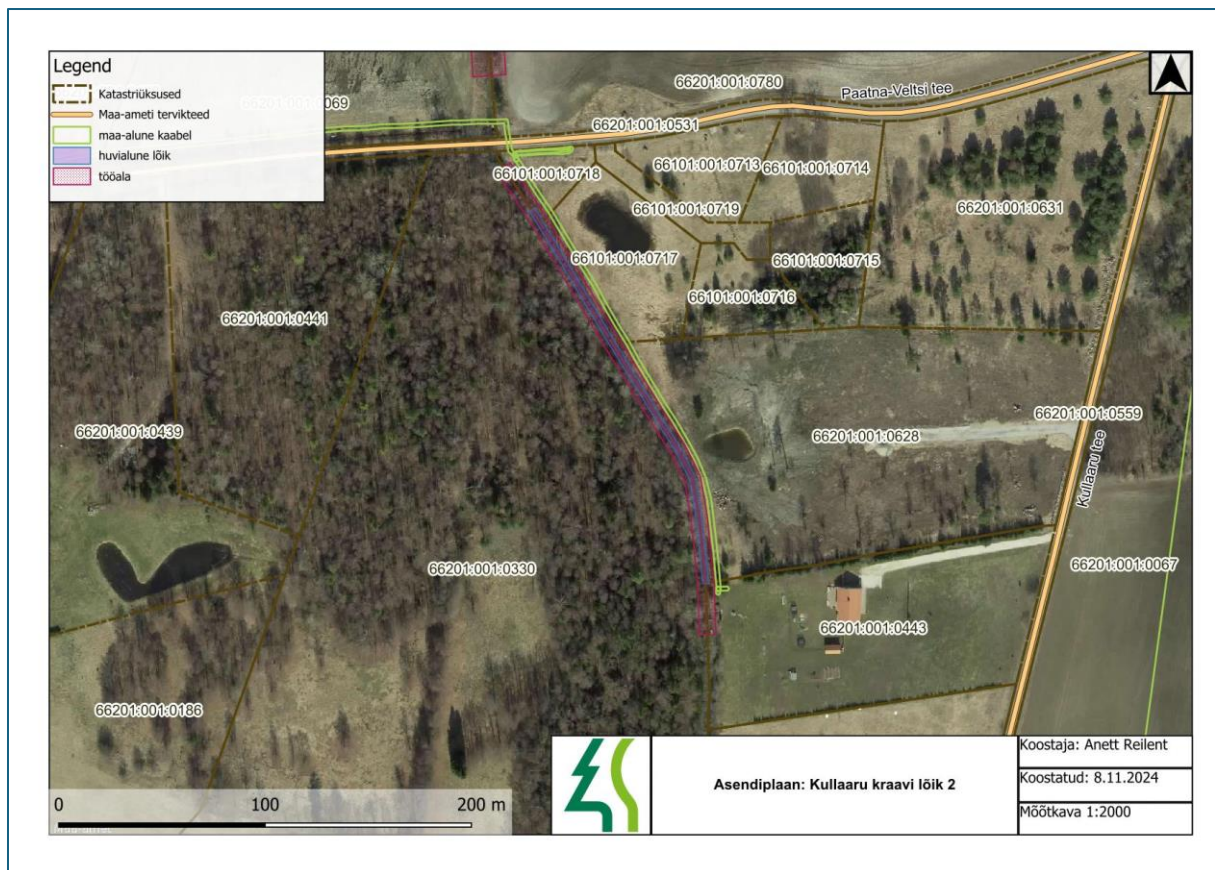 Legend
Katastriüksused
Maa-ameti tervikteed
maa-alune kaabel
huvialune lõik
tööala
66201:001:0780
Paatna-Veltsi tee
66201:001:0531
66101:001:0713
66101:001:0714
66101:001:0718
66101:001:0719
66201:001:0631
66101:001:0717
66101:001:0715
66101:001:0716
66201:001:0441
66201:001:0439
66201:001:0628
66201:001:0559
Kullaaru tee
66201:001:0330
66201:001:0067
66201:001:0443
66201:001:0186
0 100 200 m
Asendiplaan: Kullaaru kraavi lõik 2
Koostaja: Anett Reilent
Koostatud: 8.11.2024
Mõõtkava 1:2000